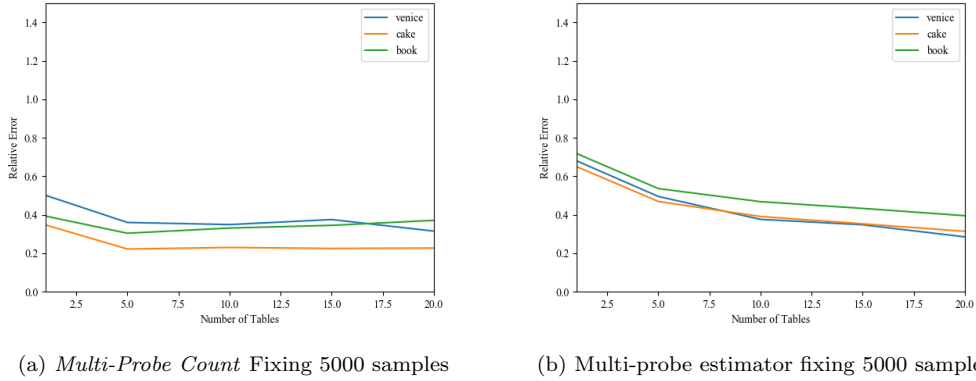 1.4
1.2
1.0
0.8
0.6
0.4
0.2
0.0
Relative Error
venice
cake
book
2.5 5.0 7.5 10.0 12.5 15.0 17.5 20.0
Number of Tables
(a) Multi-Probe Count Fixing 5000 samples
1.4
1.2
1.0
0.8
0.6
0.4
0.2
0.0
Relative Error
venice
cake
book
2.5 5.0 7.5 10.0 12.5 15.0 17.5 20.0
Number of Tables
(b) Multi-probe estimator fixing 5000 sampl